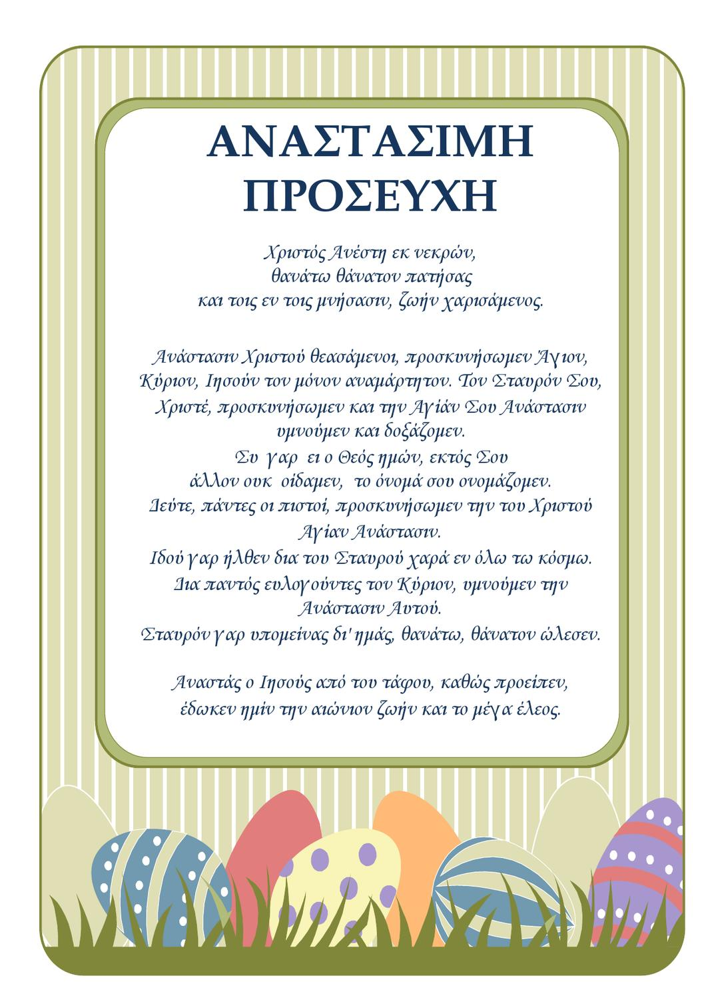 ΑΝΑΣΤΑΣΙΜΗ
ΠΡΟΣΕΥΧΗ
Χριστός Ανέστη εκ νεκρών,
θανάτω θάνατον πατήσας
και τοις εν τοις μνήσασιν, ζωήν χαρισάμενος.
Ανάστασιν Χριστού θεασάμενοι, προσκυνήσωμεν Άγιον,
Κύριον, Ιησούν τον μόνον αναμάρτητον. Τον Σταυρόν Σου,
Χριστέ, προσκυνήσωμεν και την Αγίάν Σου Ανάστασιν
υμνούμεν και δοξάζομεν.
Συ γαρ ει ο Θεός ημών, εκτός Σου
άλλον ουκ οίδαμεν, το όνομά σου ονομάζομεν.
Δεύτε, πάντες οι πιστοί, προσκυνήσωμεν την του Χριστού
Αγίαν Ανάστασιν.
Ιδού γαρ ήλθεν δια του Σταυρού χαρά εν όλω τω κόσμω.
Δια παντός ευλογούντες τον Κύριον, υμνούμεν την
Ανάστασιν Αυτού.
Σταυρόν γαρ υπομείνας δι' ημάς, θανάτω, θάνατον ώλεσεν.
Αναστάς ο Ιησούς από του τάφου, καθώς προείπεν,
έδωκεν ημίν την αιώνιον ζωήν και το μέγα έλεος.